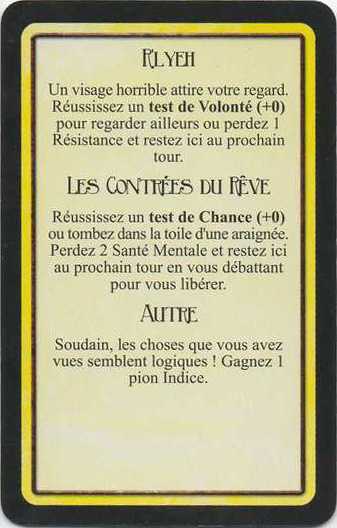 R'LYEH
Un visage horrible attire votre regard.
Réussissez un test de Volonté (+0)
pour regarder ailleurs ou perdez 1
Résistance et restez ici au prochain
tour.
LES CONTRÉES DU RÊVE
Réussissez un test de Chance (+0)
ou tombez dans la toile d'une araignée.
Perdez 2 Santé Mentale et restez ici
au prochain tour en vous débattant
pour vous libérer.
AUTRE
Soudain, les choses que vous avez
vues semblent logiques ! Gagnez 1
pion Indice.